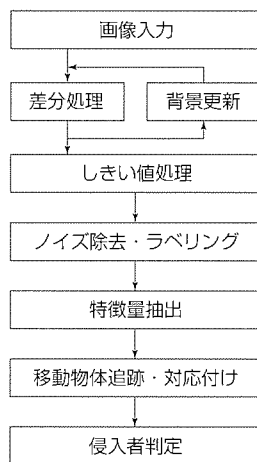 画像入力
差分処理
背景更新
しきい値処理
ノイズ除去・ラベリング
特徴量抽出
移動物体追跡・対応付け
侵入者判定